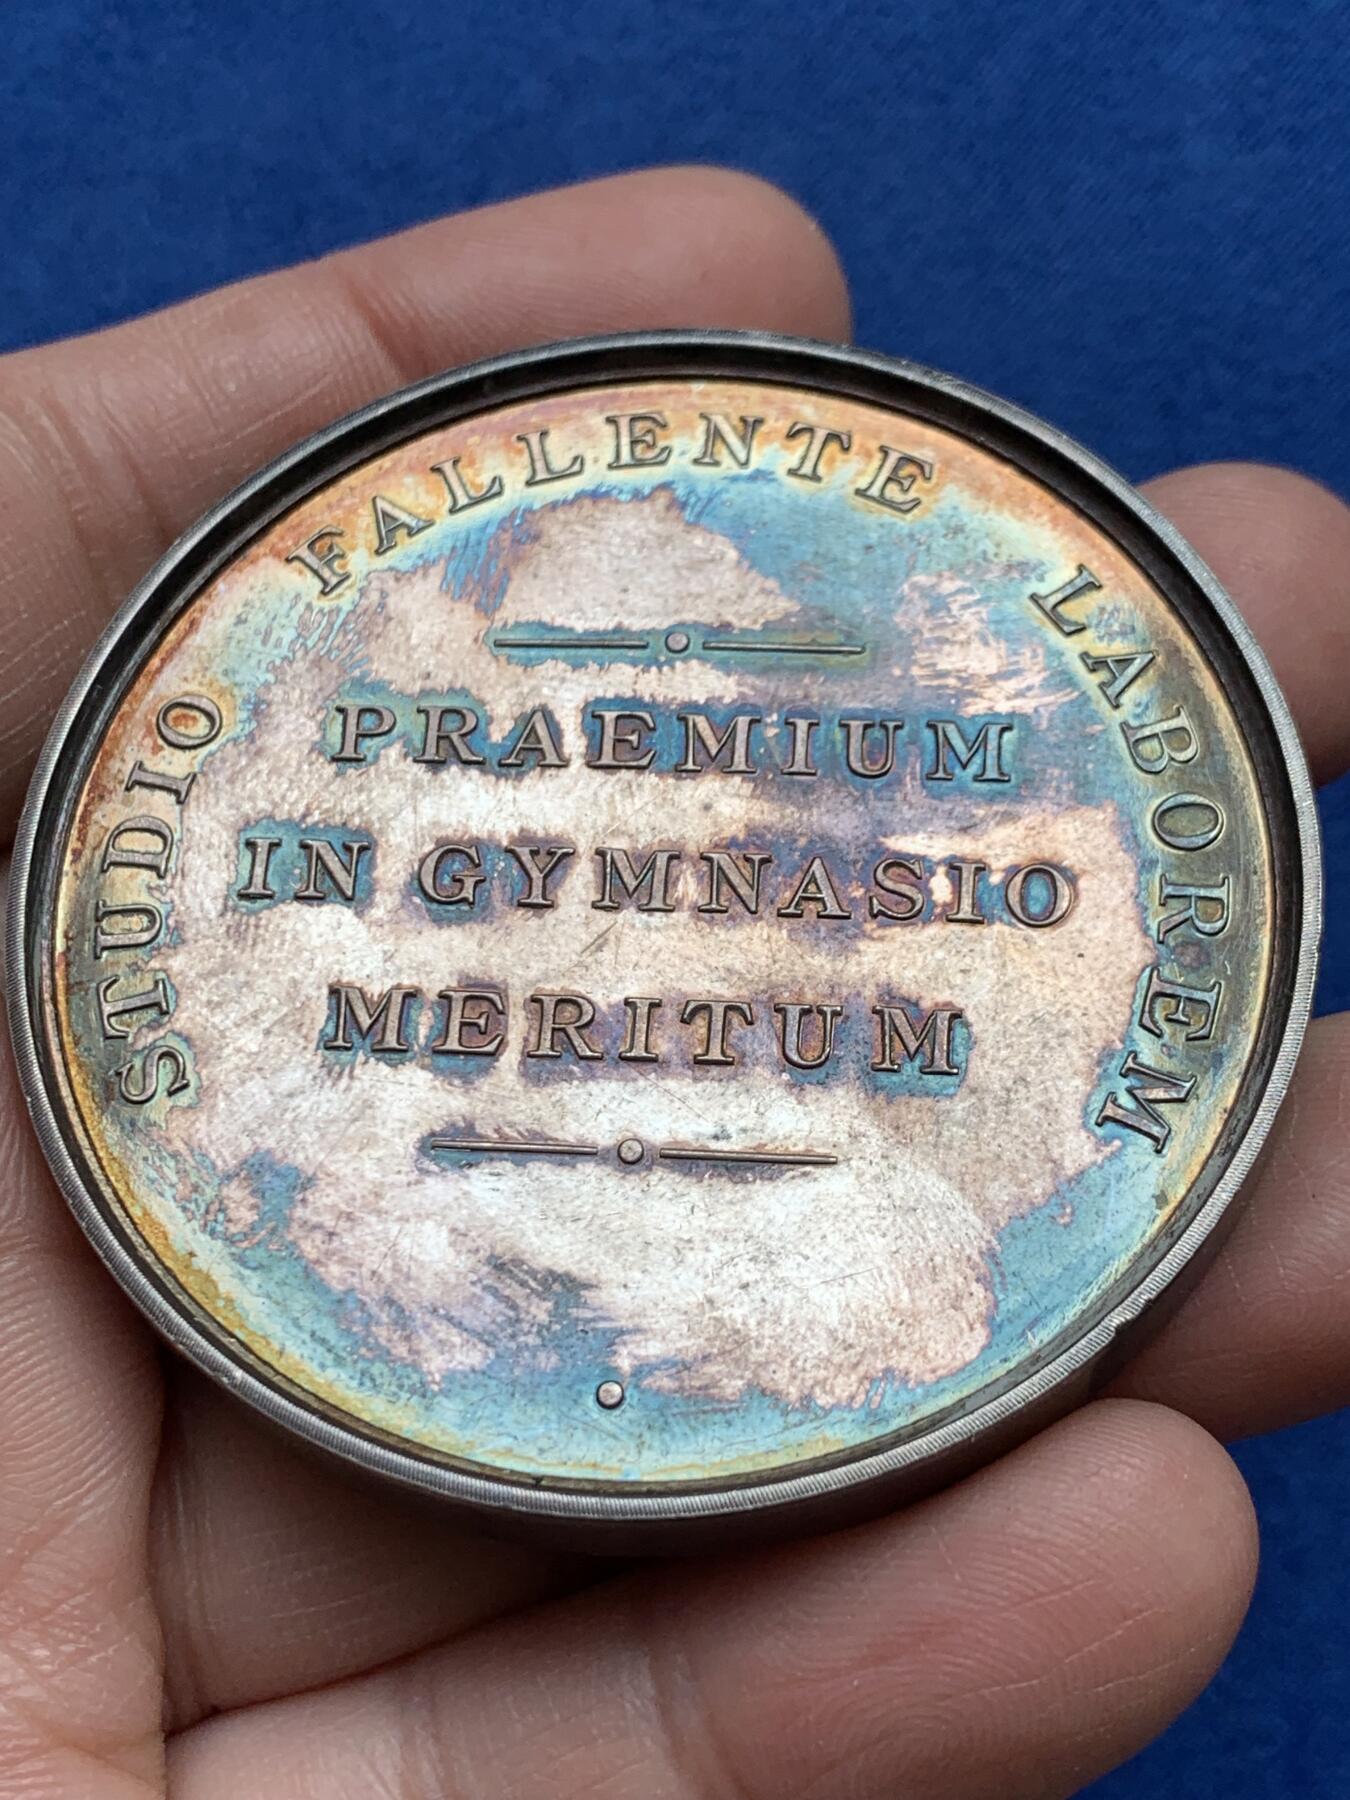 STUDIO FALLENTE LABOREM
PRAEMIUM
IN GYMNASIO
MERITUM